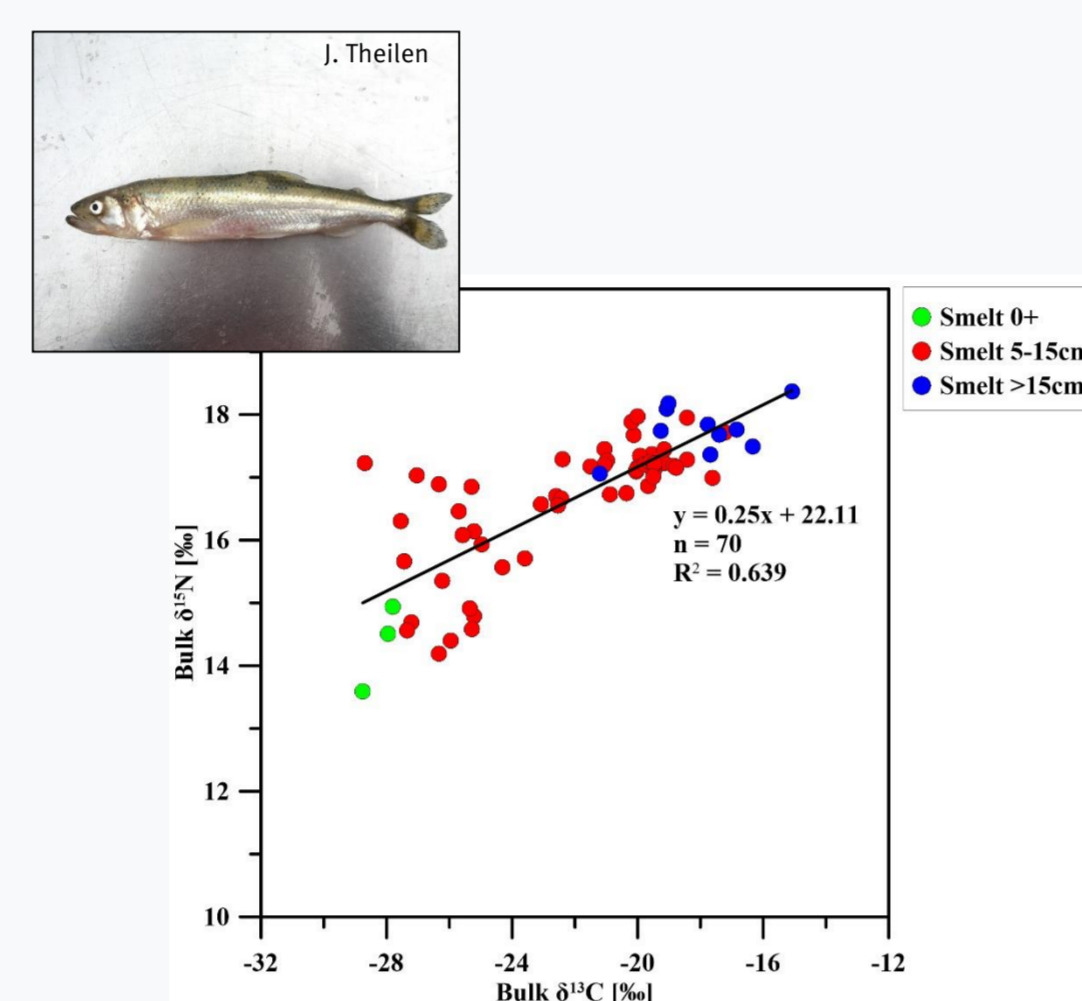 J. Theilen
Smelt 0+
Smelt 5-15cm
Smelt >15cm
18
16
14
12
10
Bulk δ¹⁵N [‰]
y = 0.25x + 22.11
n = 70
R² = 0.639
-32
-28
-24
-20
-16
-12
Bulk δ¹³C [‰]